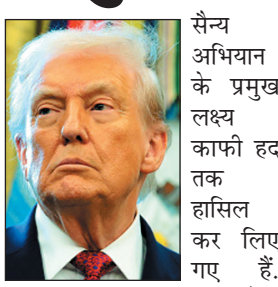 सैन्य
अभियान
के प्रमुख
लक्ष्य
काफी हद
तक
हासिल
कर लिए
गए हैं.